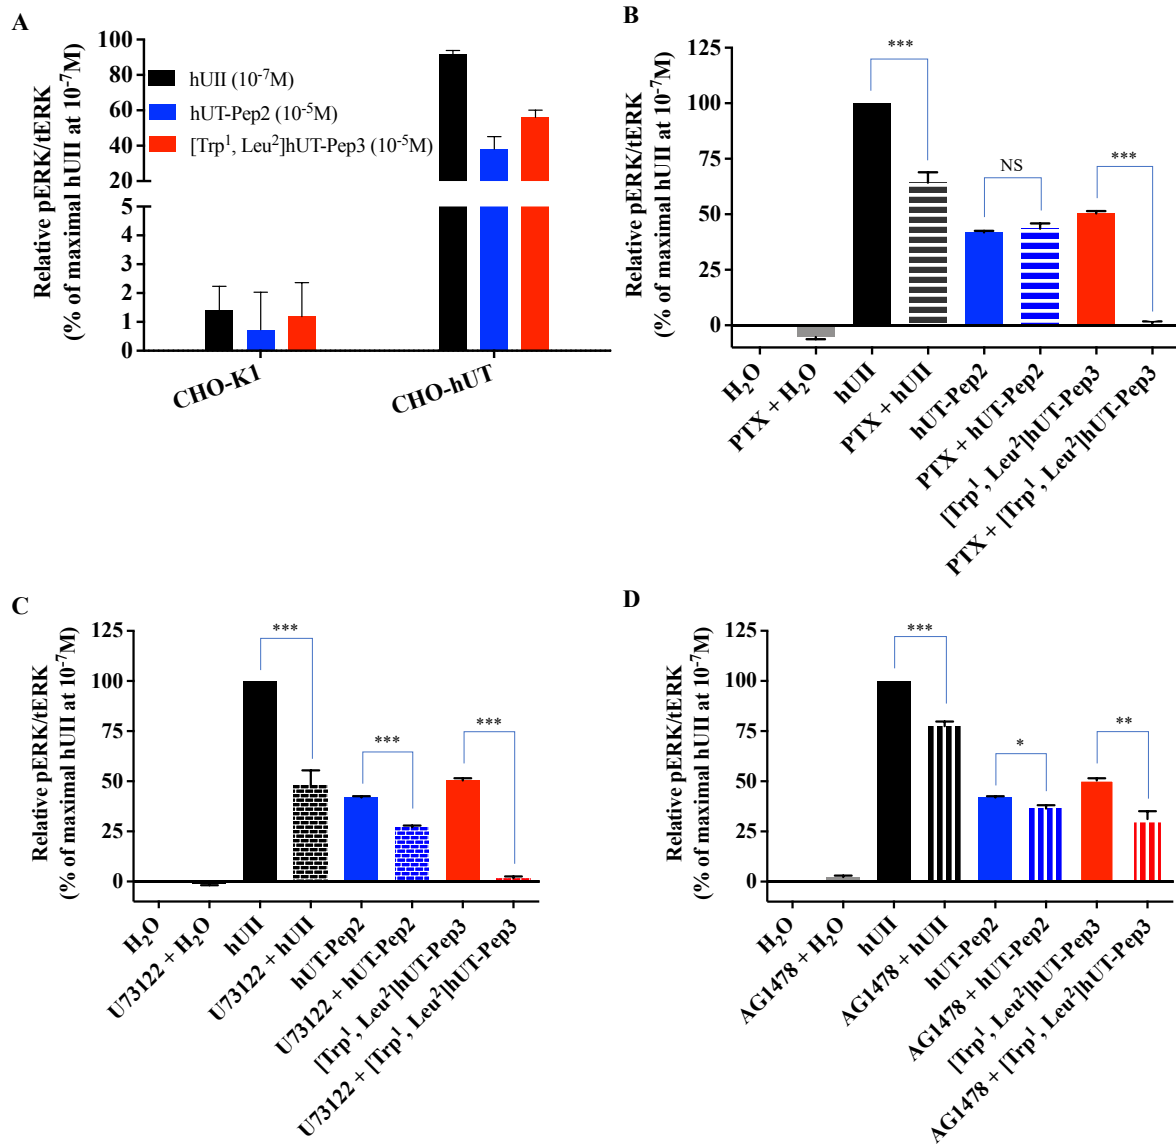 A
Relative pERK/tERK
(% of maximal hUII at 10⁻⁷M)
100
80
60
40
20
5
4
3
2
1
0
hUII (10⁻⁷M)
hUT-Pep2 (10⁻⁵M)
[Trp¹, Leu²]hUT-Pep3 (10⁻⁵M)
CHO-K1
CHO-hUT
B
Relative pERK/tERK
(% of maximal hUII at 10⁻⁷M)
125
100
75
50
25
0
***
NS
***
H₂O
PTX + H₂O
hUII
PTX + hUII
hUT-Pep2
PTX + hUT-Pep2
[Trp¹, Leu²]hUT-Pep3
PTX + [Trp¹, Leu²]hUT-Pep3
C
Relative pERK/tERK
(% of maximal hUII at 10⁻⁷M)
125
100
75
50
25
0
***
***
***
H₂O
U73122 + H₂O
hUII
U73122 + hUII
hUT-Pep2
U73122 + hUT-Pep2
[Trp¹, Leu²]hUT-Pep3
U73122 + [Trp¹, Leu²]hUT-Pep3
D
Relative pERK/tERK
(% of maximal hUII at 10⁻⁷M)
125
100
75
50
25
0
***
*
**
H₂O
AG1478 + H₂O
hUII
AG1478 + hUII
hUT-Pep2
AG1478 + hUT-Pep2
[Trp¹, Leu²]hUT-Pep3
AG1478 + [Trp¹, Leu²]hUT-Pep3